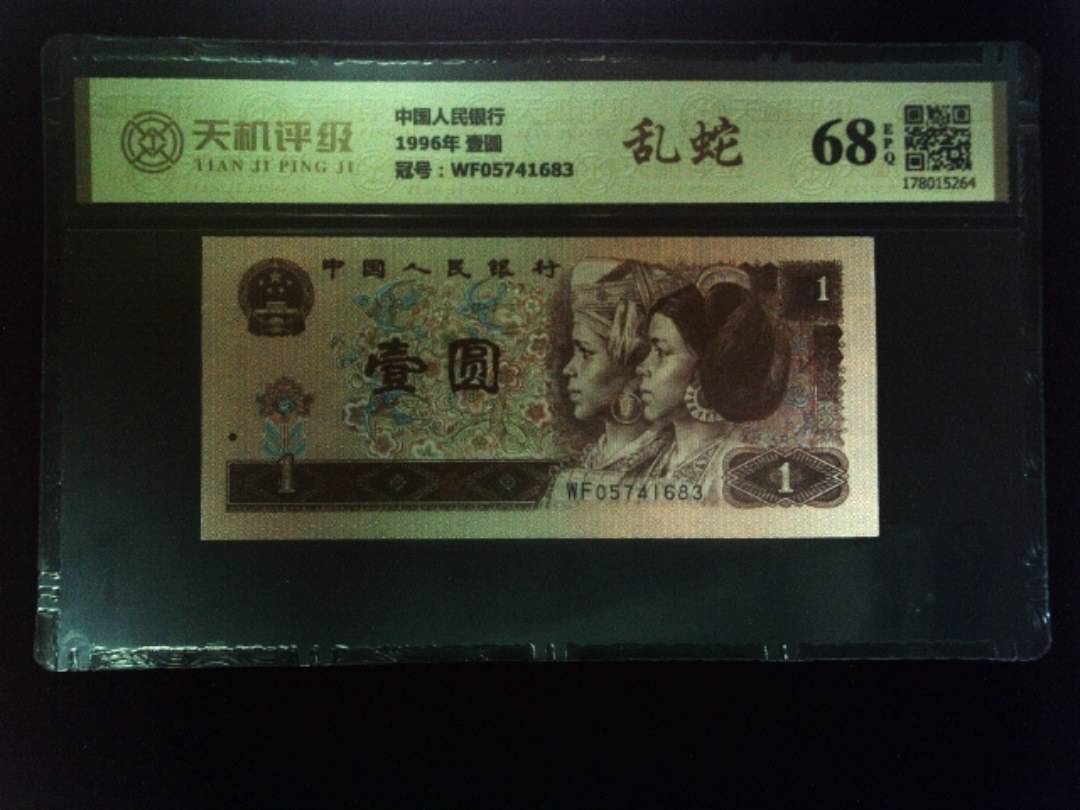 天机评级
TIAN JI PING JI
中国人民银行
1996年 壹圆
冠号：WF05741683
乱蛇
68
EPQ
178015264
中国人民银行
1
壹圆
1
WF05741683
1